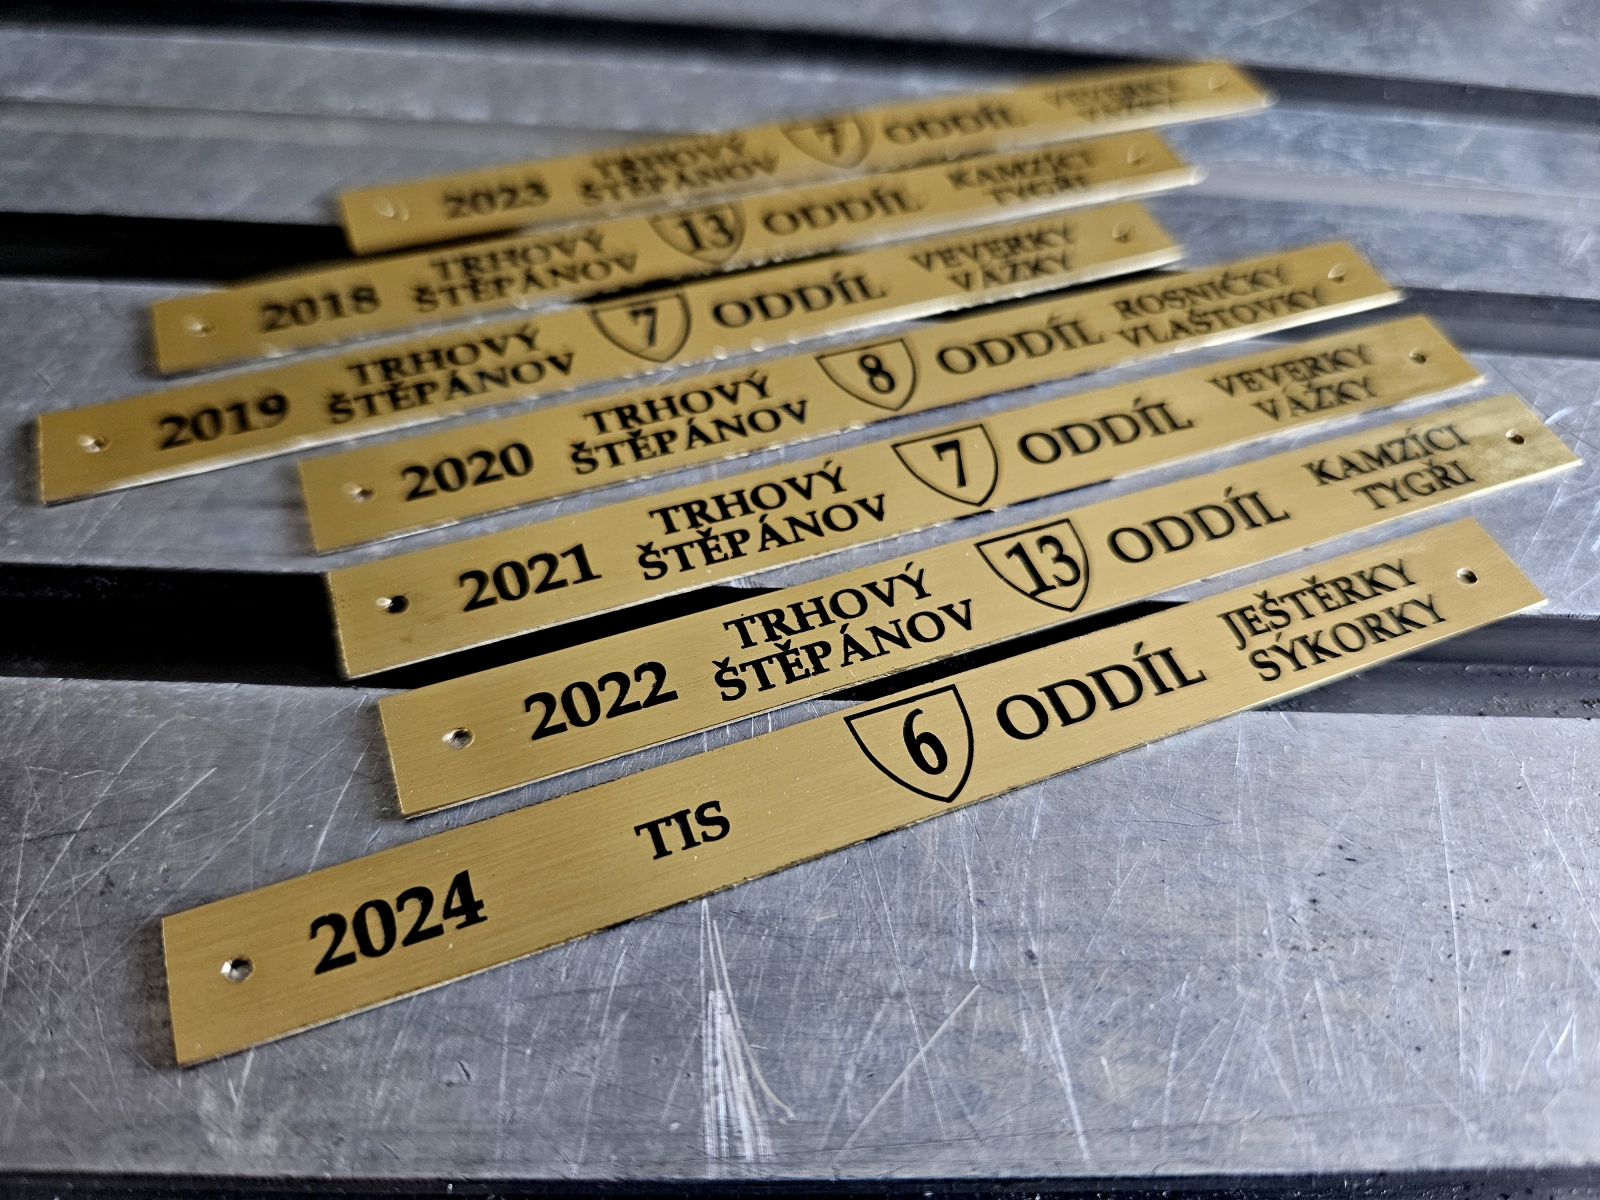 2023 TRHOVÝ ŠTĚPÁNOV 7 ODDÍL VEVERKY VÁŽKY
2018 TRHOVÝ ŠTĚPÁNOV 13 ODDÍL KAMZÍCI TYGŘI
2019 TRHOVÝ ŠTĚPÁNOV 7 ODDÍL VEVERKY VÁŽKY
2020 TRHOVÝ ŠTĚPÁNOV 8 ODDÍL ROSNIČKY VLAŠTOVKY
2021 TRHOVÝ ŠTĚPÁNOV 7 ODDÍL VEVERKY VÁŽKY
2022 TRHOVÝ ŠTĚPÁNOV 13 ODDÍL KAMZÍCI TYGŘI
2024 TIS 6 ODDÍL JEŠTĚRKY SÝKORKY